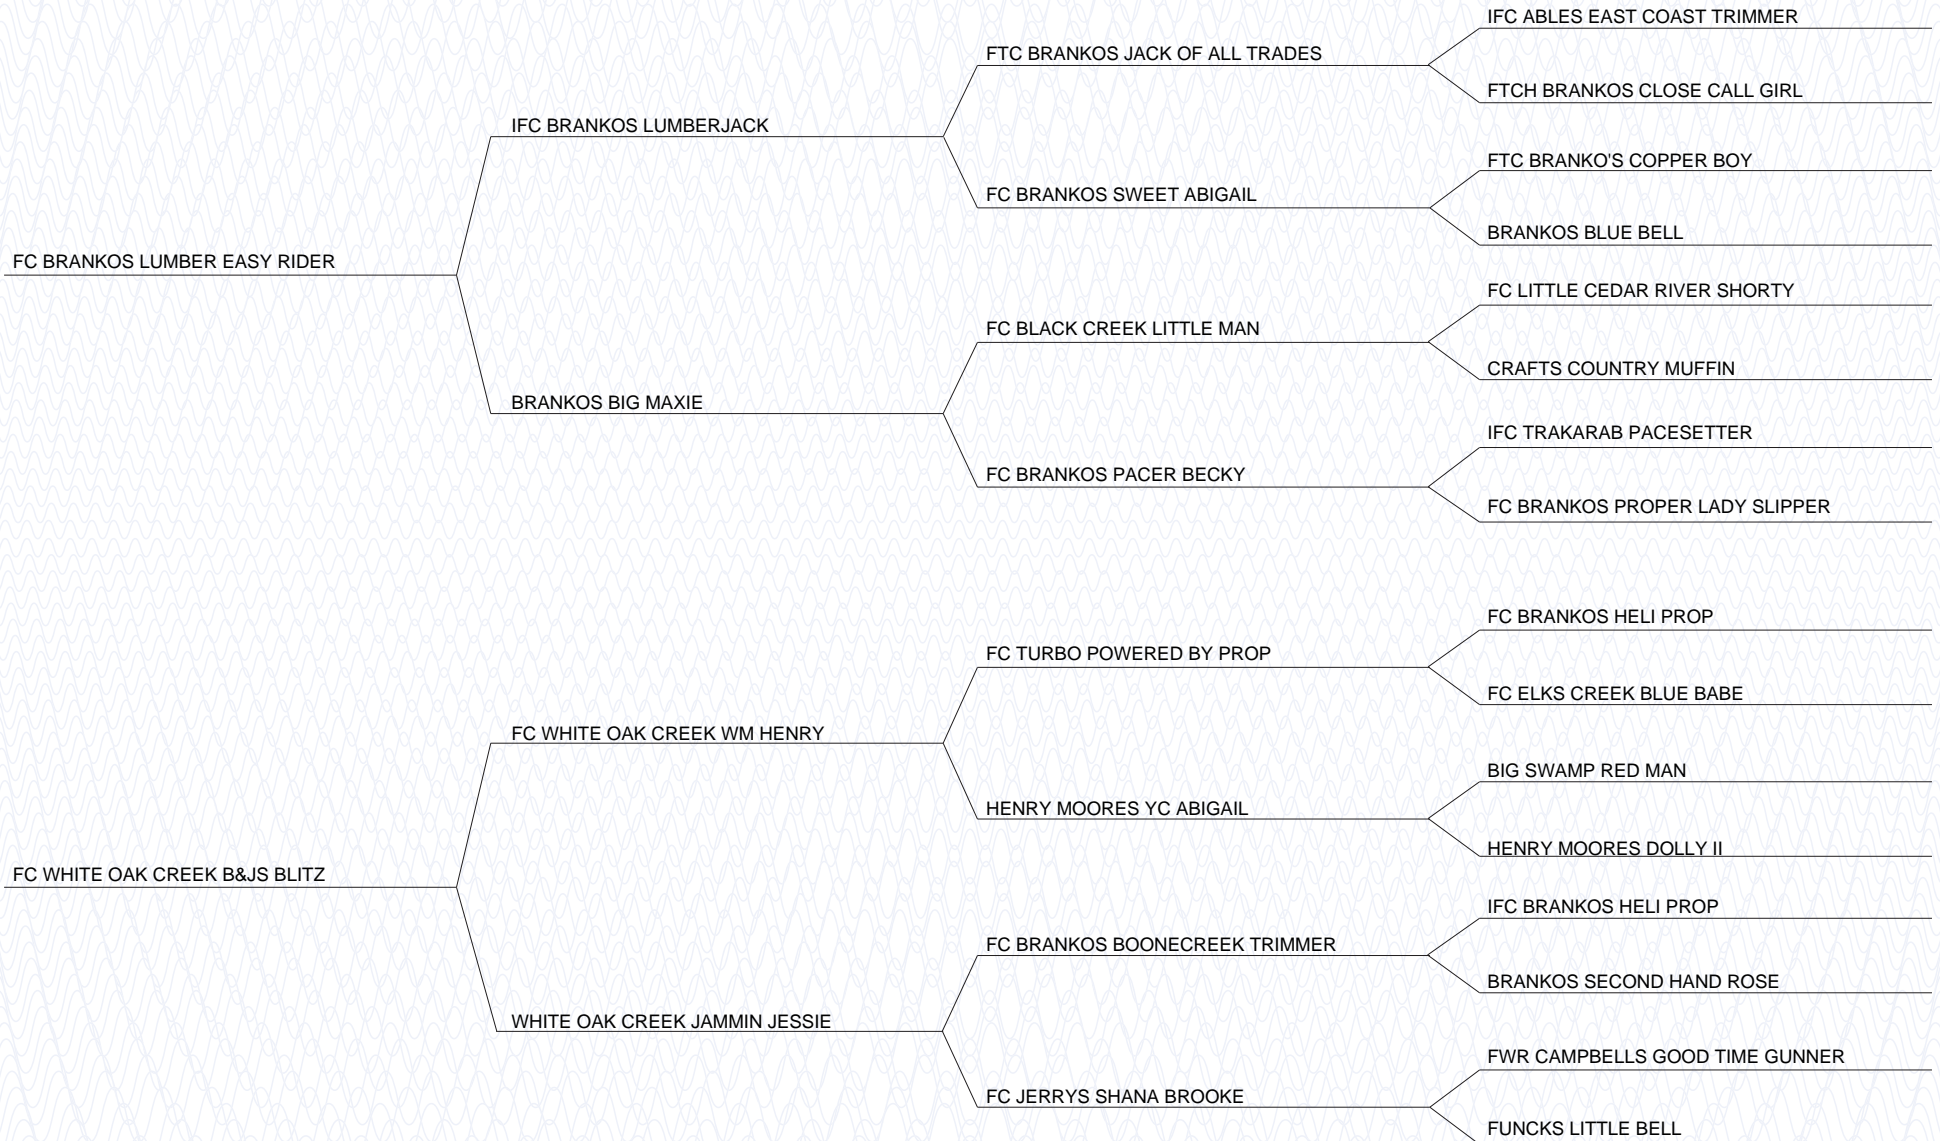 IFC ABLES EAST COAST TRIMMER
FTC BRANKOS JACK OF ALL TRADES
FTCH BRANKOS CLOSE CALL GIRL
IFC BRANKOS LUMBERJACK
FTC BRANKO'S COPPER BOY
FC BRANKOS SWEET ABIGAIL
BRANKOS BLUE BELL
FC BRANKOS LUMBER EASY RIDER
FC LITTLE CEDAR RIVER SHORTY
FC BLACK CREEK LITTLE MAN
CRAFTS COUNTRY MUFFIN
BRANKOS BIG MAXIE
IFC TRAKARAB PACESETTER
FC BRANKOS PACER BECKY
FC BRANKOS PROPER LADY SLIPPER
FC BRANKOS HELI PROP
FC TURBO POWERED BY PROP
FC ELKS CREEK BLUE BABE
FC WHITE OAK CREEK WM HENRY
BIG SWAMP RED MAN
HENRY MOORES YC ABIGAIL
HENRY MOORES DOLLY II
FC WHITE OAK CREEK B&JS BLITZ
IFC BRANKOS HELI PROP
FC BRANKOS BOONECREEK TRIMMER
BRANKOS SECOND HAND ROSE
WHITE OAK CREEK JAMMIN JESSIE
FWR CAMPBELLS GOOD TIME GUNNER
FC JERRYS SHANA BROOKE
FUNCKS LITTLE BELL